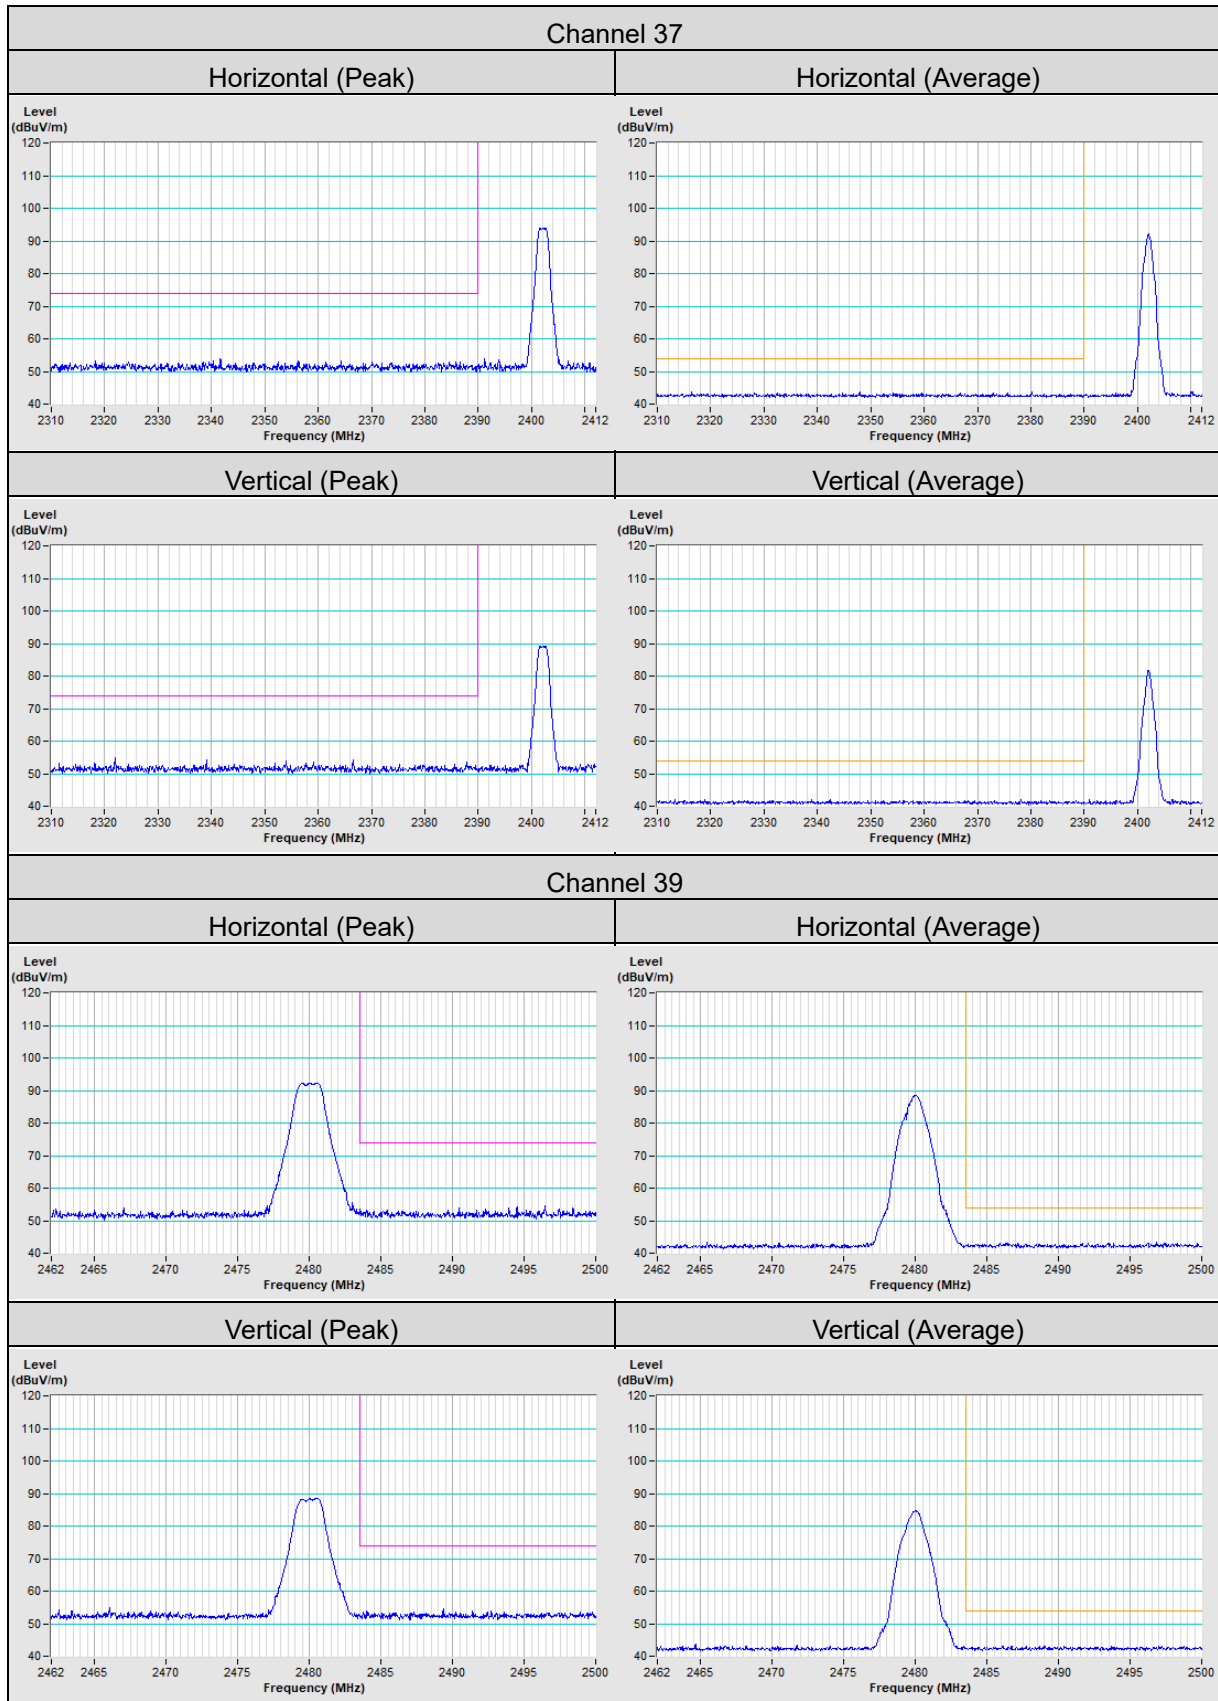 Channel 37
Horizontal (Peak)
Horizontal (Average)
Level
(dBuV/m)
120
110
100
90
80
70
60
50
40
2310 2320 2330 2340 2350 2360 2370 2380 2390 2400 2412
Frequency (MHz)
Level
(dBuV/m)
120
110
100
90
80
70
60
50
40
2310 2320 2330 2340 2350 2360 2370 2380 2390 2400 2412
Frequency (MHz)
Vertical (Peak)
Vertical (Average)
Level
(dBuV/m)
120
110
100
90
80
70
60
50
40
2310 2320 2330 2340 2350 2360 2370 2380 2390 2400 2412
Frequency (MHz)
Level
(dBuV/m)
120
110
100
90
80
70
60
50
40
2310 2320 2330 2340 2350 2360 2370 2380 2390 2400 2412
Frequency (MHz)
Channel 39
Horizontal (Peak)
Horizontal (Average)
Level
(dBuV/m)
120
110
100
90
80
70
60
50
40
2462 2465 2470 2475 2480 2485 2490 2495 2500
Frequency (MHz)
Level
(dBuV/m)
120
110
100
90
80
70
60
50
40
2462 2465 2470 2475 2480 2485 2490 2495 2500
Frequency (MHz)
Vertical (Peak)
Vertical (Average)
Level
(dBuV/m)
120
110
100
90
80
70
60
50
40
2462 2465 2470 2475 2480 2485 2490 2495 2500
Frequency (MHz)
Level
(dBuV/m)
120
110
100
90
80
70
60
50
40
2462 2465 2470 2475 2480 2485 2490 2495 2500
Frequency (MHz)